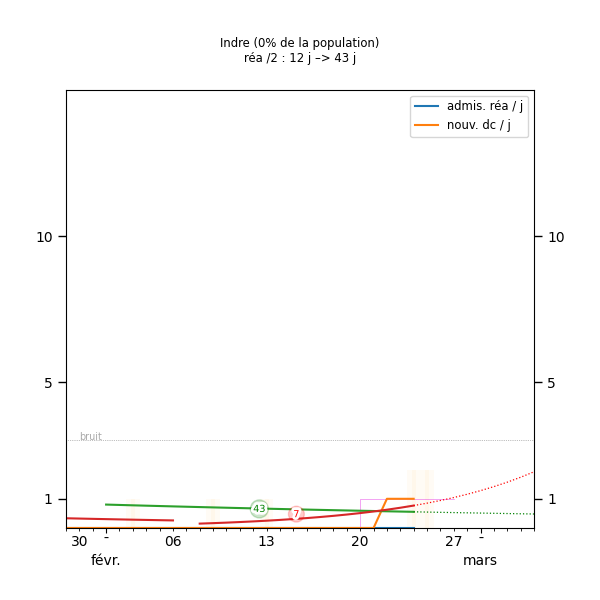 Indre (0% de la population)
réa /2 : 12 j −> 43 j
admis. réa / j
nouv. dc / j
10 10
5 5
bruit
1 1
43
7
30 - 06 13 20 27 -
févr. mars